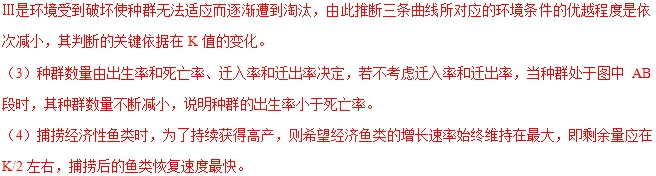 Ⅲ是环境受到破坏使种群无法适应而逐渐遭到淘汰，由此推断三条曲线所对应的环境条件的优越程度是依
次减小，其判断的关键依据在 K 值的变化。
（3）种群数量由出生率和死亡率、迁入率和迁出率决定，若不考虑迁入率和迁出率，当种群处于图中 AB
段时，其种群数量不断减小，说明种群的出生率小于死亡率。
（4）捕捞经济性鱼类时，为了持续获得高产，则希望经济鱼类的增长速率始终维持在最大，即剩余量应在
K/2 左右，捕捞后的鱼类恢复速度最快。